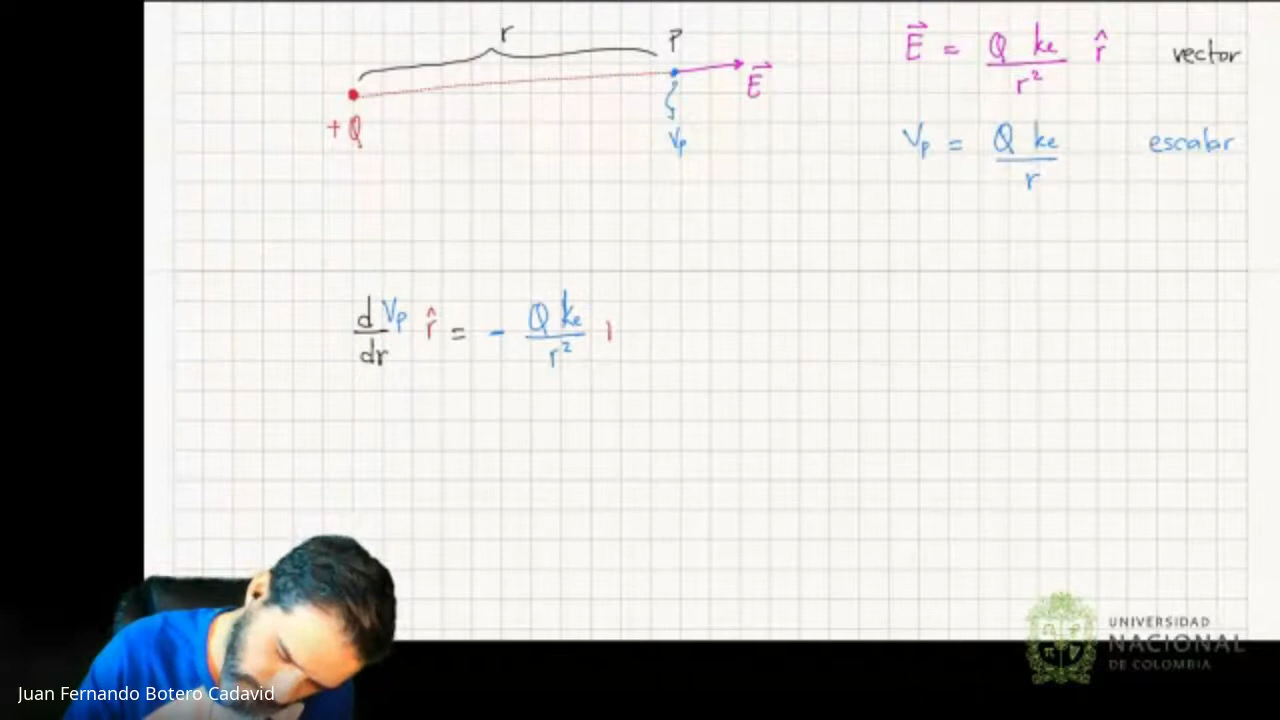 r
P
E⃗
+Q
Vp
E⃗ = Q ke / r² r̂ vector
Vp = Q ke / r escalar
d Vp / dr r̂ = - Q ke / r²
UNIVERSIDAD
NACIONAL
DE COLOMBIA
Juan Fernando Botero Cadavid